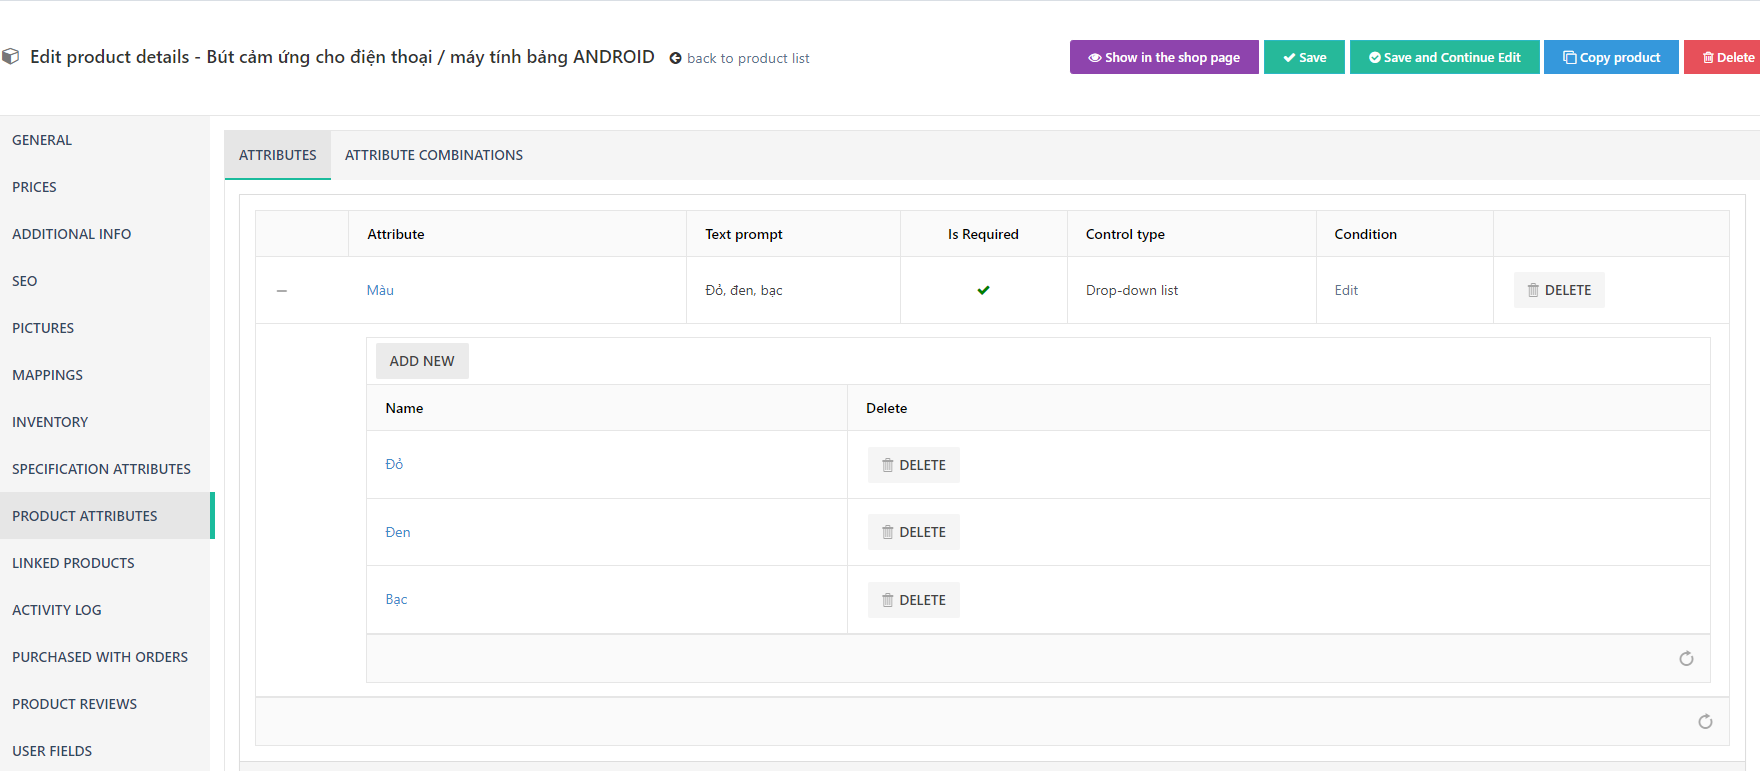 Edit product details - Bút cảm ứng cho điện thoại / máy tính bảng ANDROID back to product list
Show in the shop page
Save
Save and Continue Edit
Copy product
Delete
GENERAL
PRICES
ADDITIONAL INFO
SEO
PICTURES
MAPPINGS
INVENTORY
SPECIFICATION ATTRIBUTES
PRODUCT ATTRIBUTES
LINKED PRODUCTS
ACTIVITY LOG
PURCHASED WITH ORDERS
PRODUCT REVIEWS
USER FIELDS
ATTRIBUTES ATTRIBUTE COMBINATIONS
Attribute Text prompt Is Required Control type Condition
Màu Đỏ, đen, bạc Drop-down list Edit DELETE
ADD NEW
Name Delete
Đỏ DELETE
Đen DELETE
Bạc DELETE